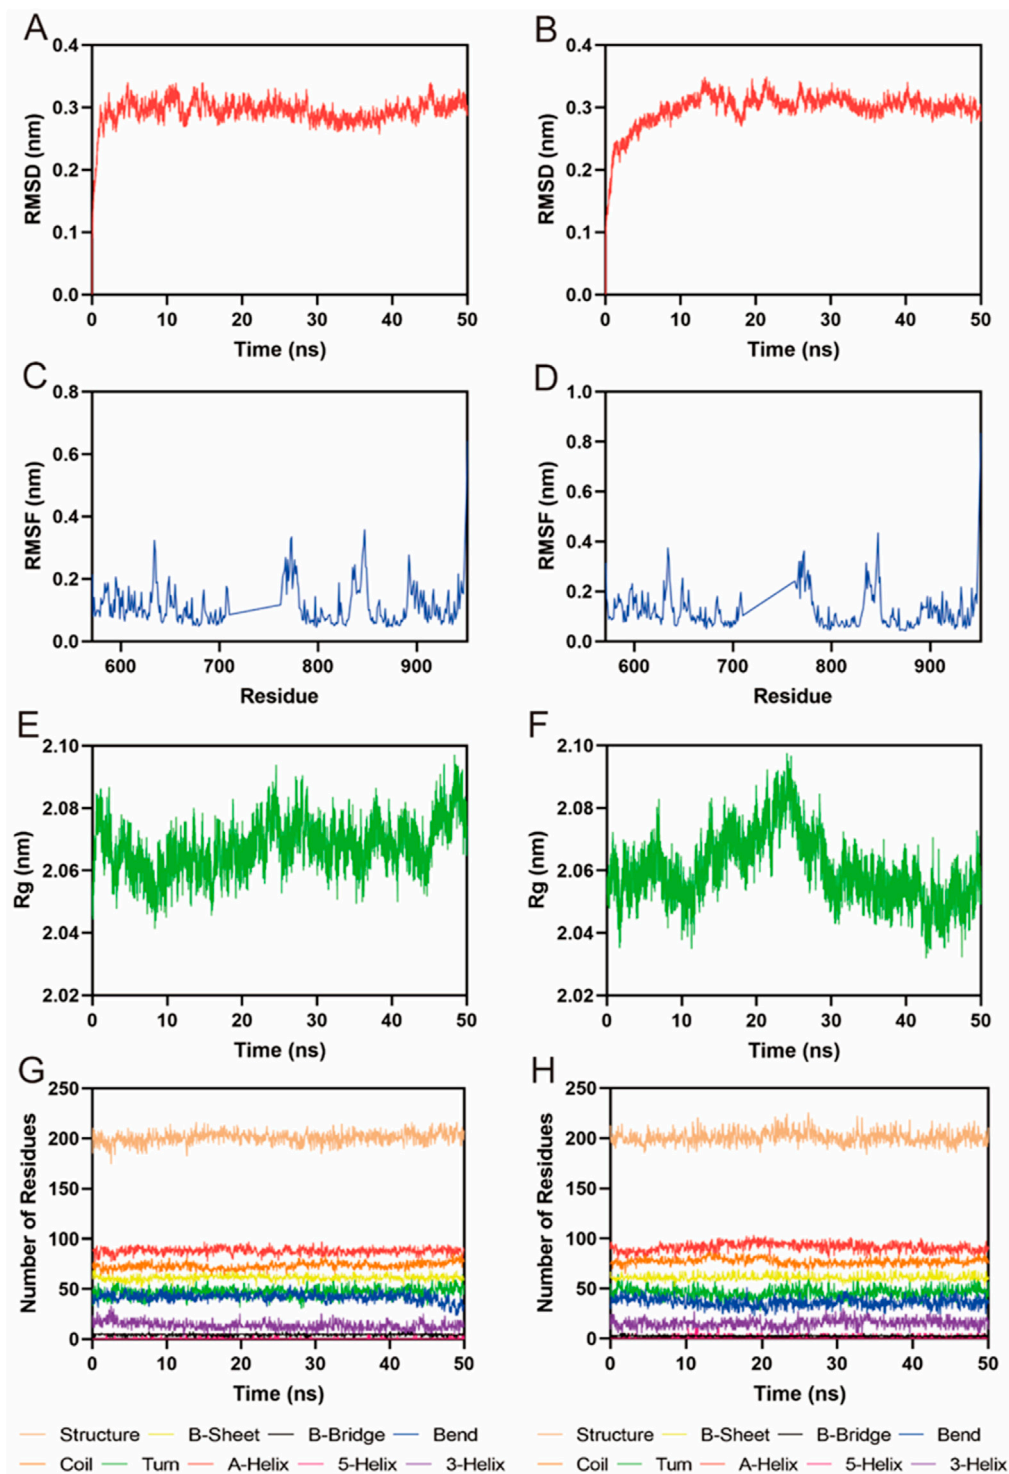 A
B
0.4
0.3
0.2
0.1
0.0
RMSD (nm)
0 10 20 30 40 50
Time (ns)
0.4
0.3
0.2
0.1
0.0
RMSD (nm)
0 10 20 30 40 50
Time (ns)
C
D
0.8
0.6
0.4
0.2
0.0
RMSF (nm)
600 700 800 900
Residue
1.0
0.8
0.6
0.4
0.2
0.0
RMSF (nm)
600 700 800 900
Residue
E
F
2.10
2.08
2.06
2.04
2.02
Rg (nm)
0 10 20 30 40 50
Time (ns)
2.10
2.08
2.06
2.04
2.02
Rg (nm)
0 10 20 30 40 50
Time (ns)
G
H
250
200
150
100
50
0
Number of Residues
0 10 20 30 40 50
Time (ns)
250
200
150
100
50
0
Number of Residues
0 10 20 30 40 50
Time (ns)
Structure B-Sheet B-Bridge Bend
Coil Turn A-Helix 5-Helix 3-Helix
Structure B-Sheet B-Bridge Bend
Coil Turn A-Helix 5-Helix 3-Helix